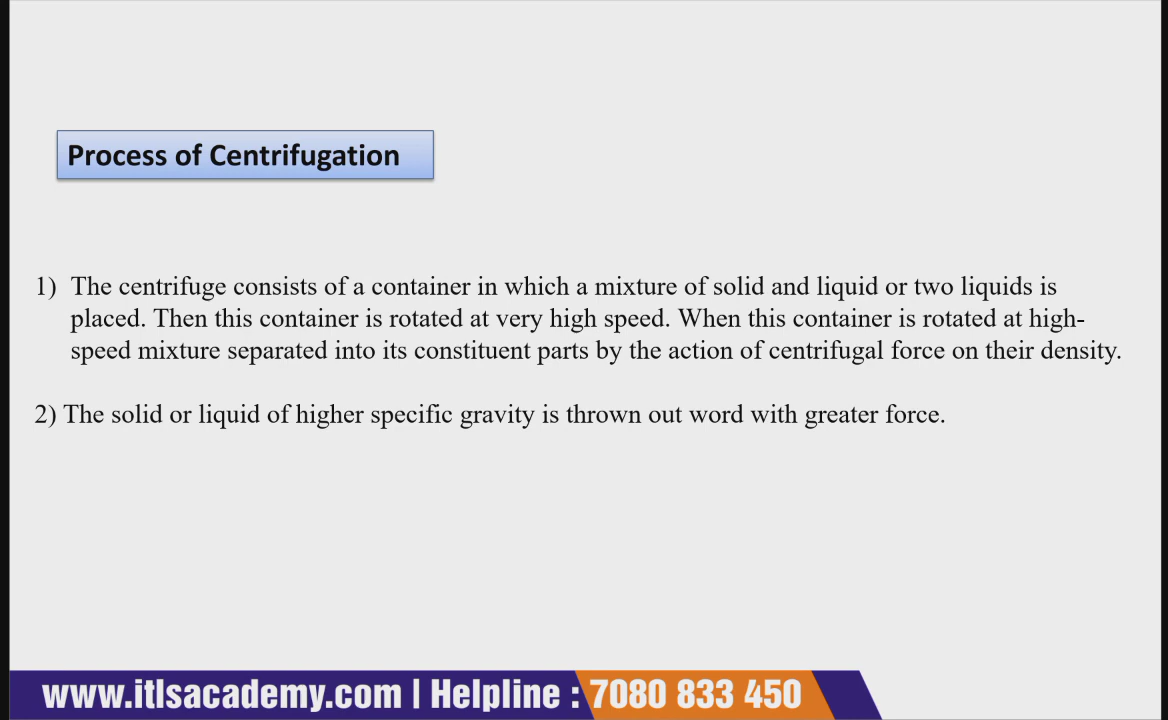 Process of Centrifugation
1) The centrifuge consists of a container in which a mixture of solid and liquid or two liquids is
placed. Then this container is rotated at very high speed. When this container is rotated at high-
speed mixture separated into its constituent parts by the action of centrifugal force on their density.
2) The solid or liquid of higher specific gravity is thrown out word with greater force.
www.itlsacademy.com | Helpline : 7080 833 450